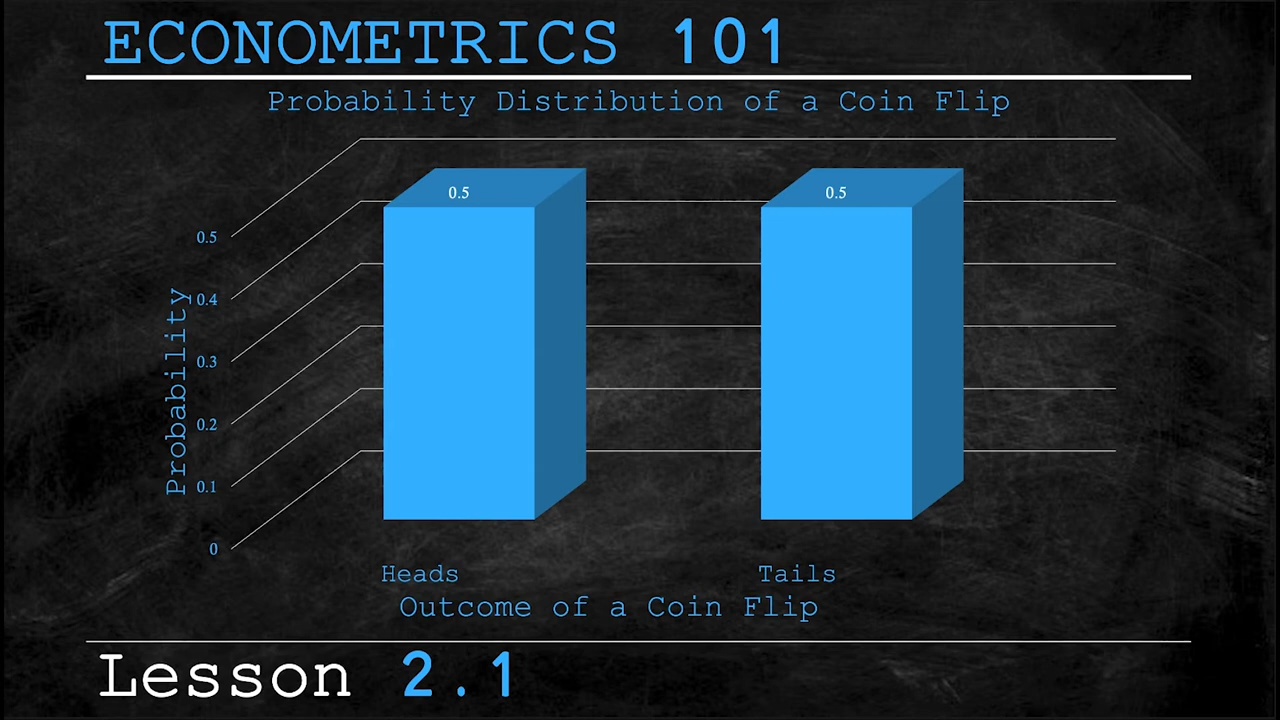 ECONOMETRICS 101
Probability Distribution of a Coin Flip
0.5
0.5
0.5
0.4
0.3
0.2
0.1
0
Probability
Heads
Tails
Outcome of a Coin Flip
Lesson 2.1